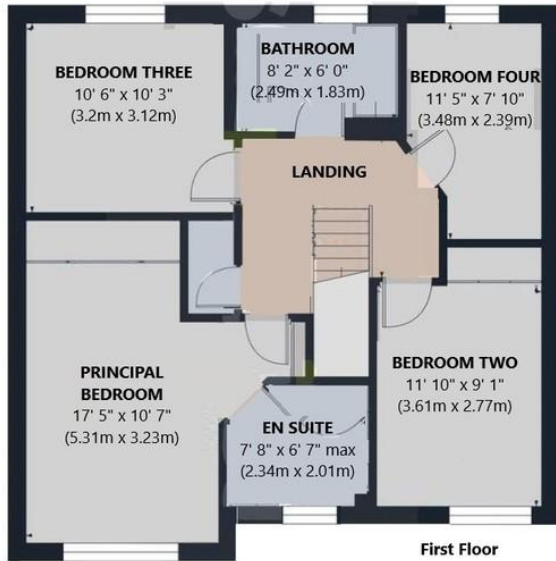 BEDROOM THREE
10' 6" x 10' 3"
(3.2m x 3.12m)
BATHROOM
8' 2" x 6' 0"
(2.49m x 1.83m)
BEDROOM FOUR
11' 5" x 7' 10"
(3.48m x 2.39m)
LANDING
PRINCIPAL
BEDROOM
17' 5" x 10' 7"
(5.31m x 3.23m)
EN SUITE
7' 8" x 6' 7" max
(2.34m x 2.01m)
BEDROOM TWO
11' 10" x 9' 1"
(3.61m x 2.77m)
First Floor